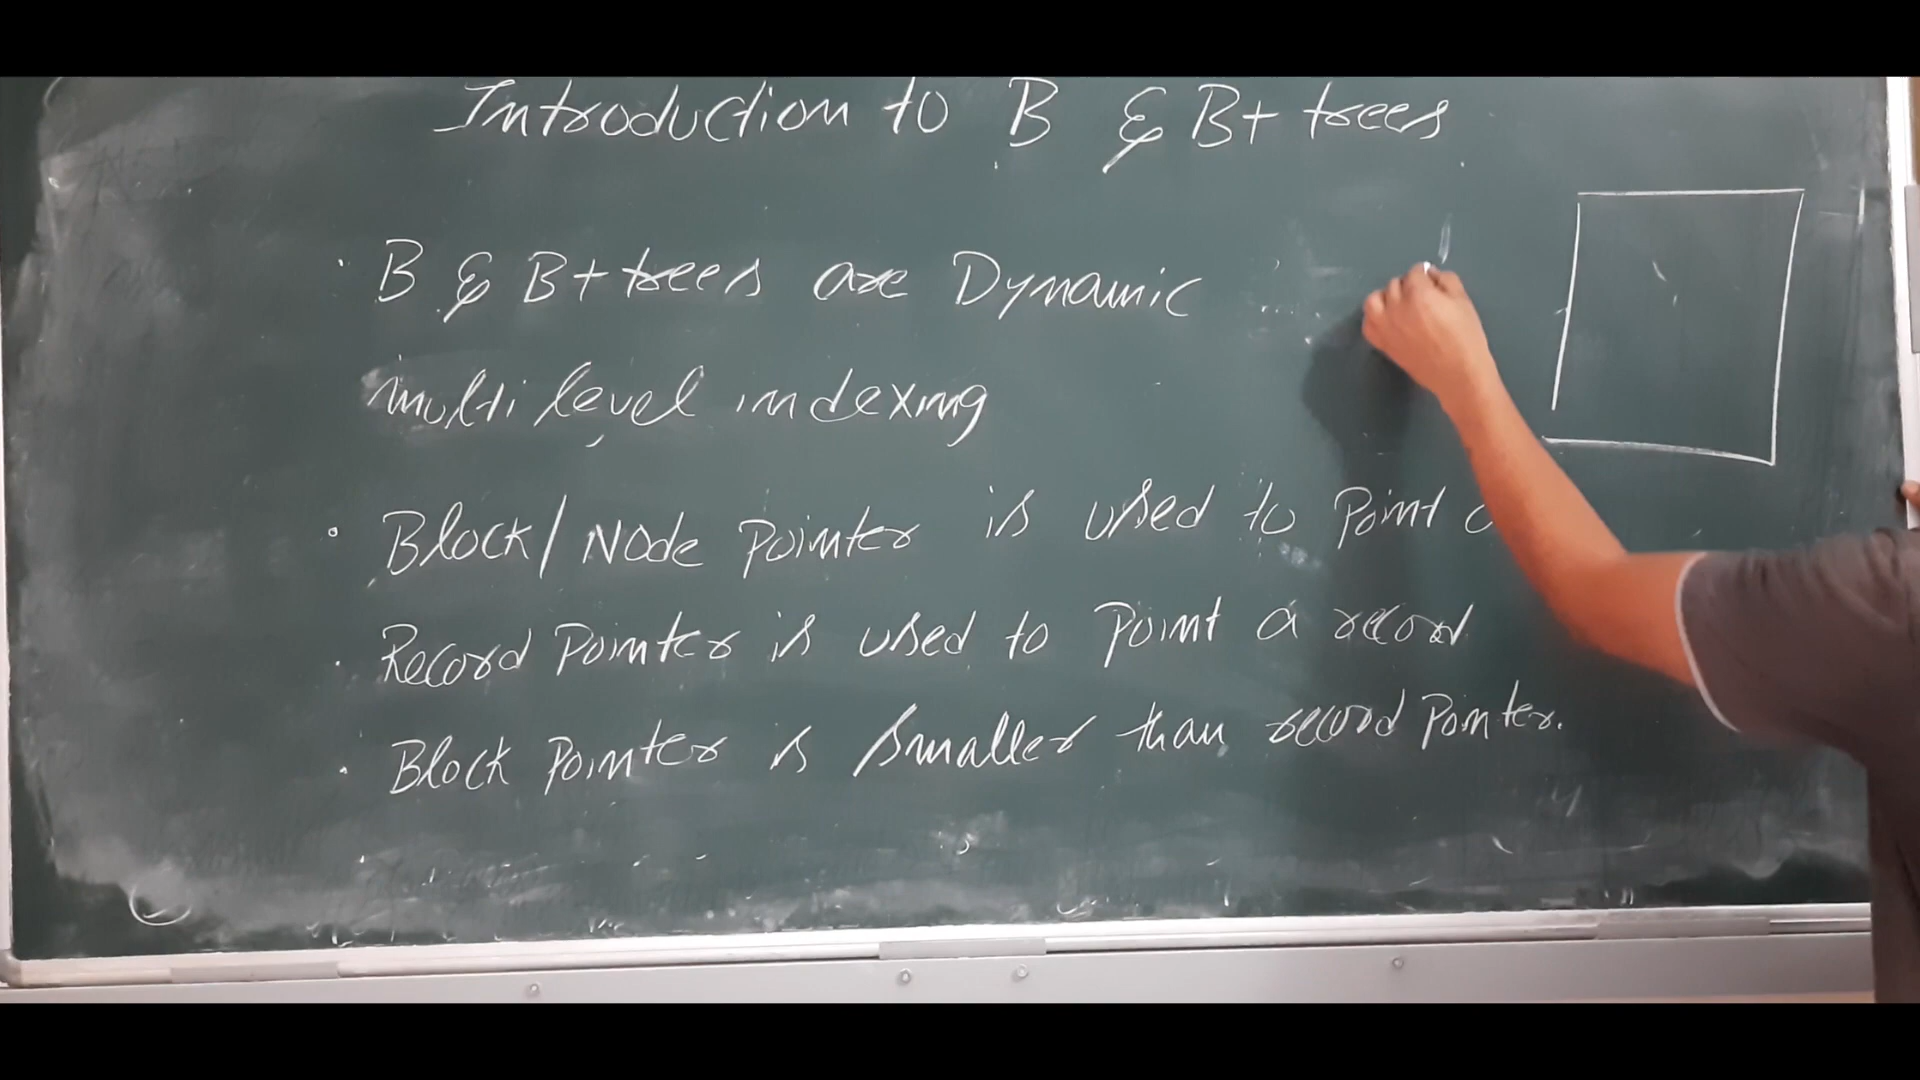 Introduction to B & B+ trees
· B & B+ trees are Dynamic
multi level indexing
· Block/Node Pointer is used to Point
· Record Pointer is used to Point a record
· Block Pointer is smaller than record Pointer.